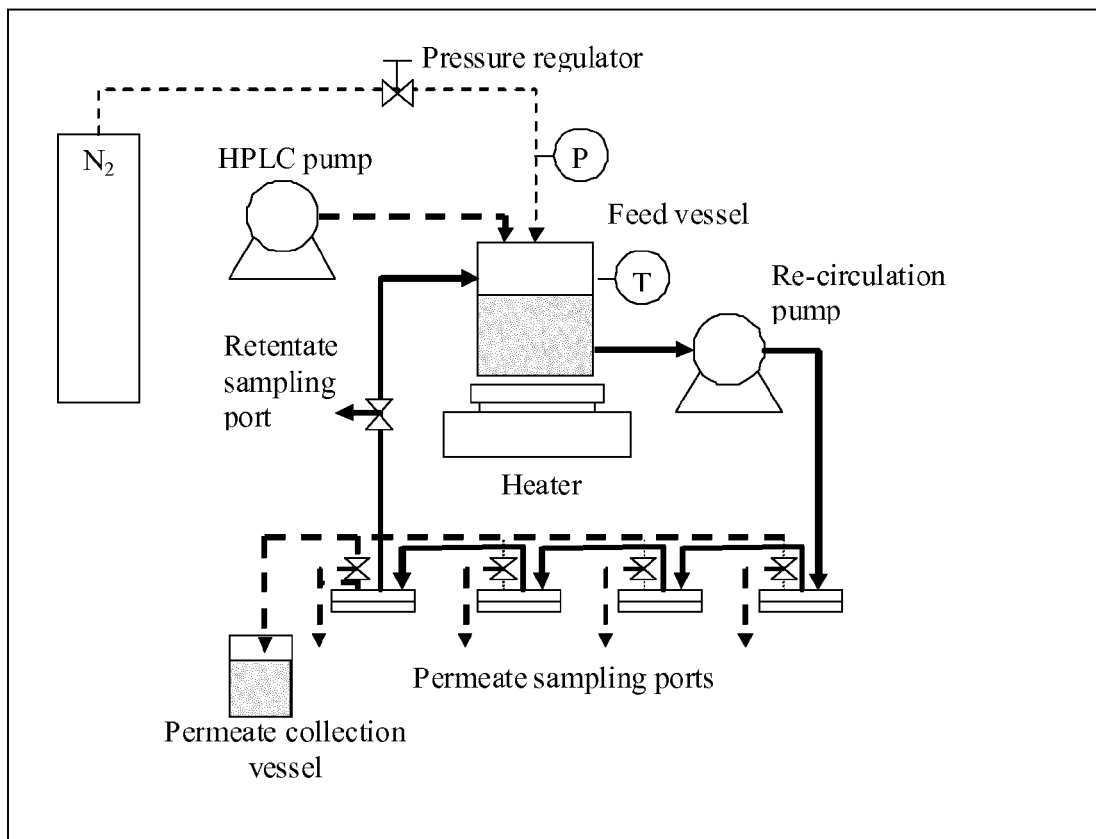 Pressure regulator
N2
HPLC pump
P
Feed vessel
T
Re-circulation
pump
Retentate
sampling
port
Heater
Permeate sampling ports
Permeate collection
vessel